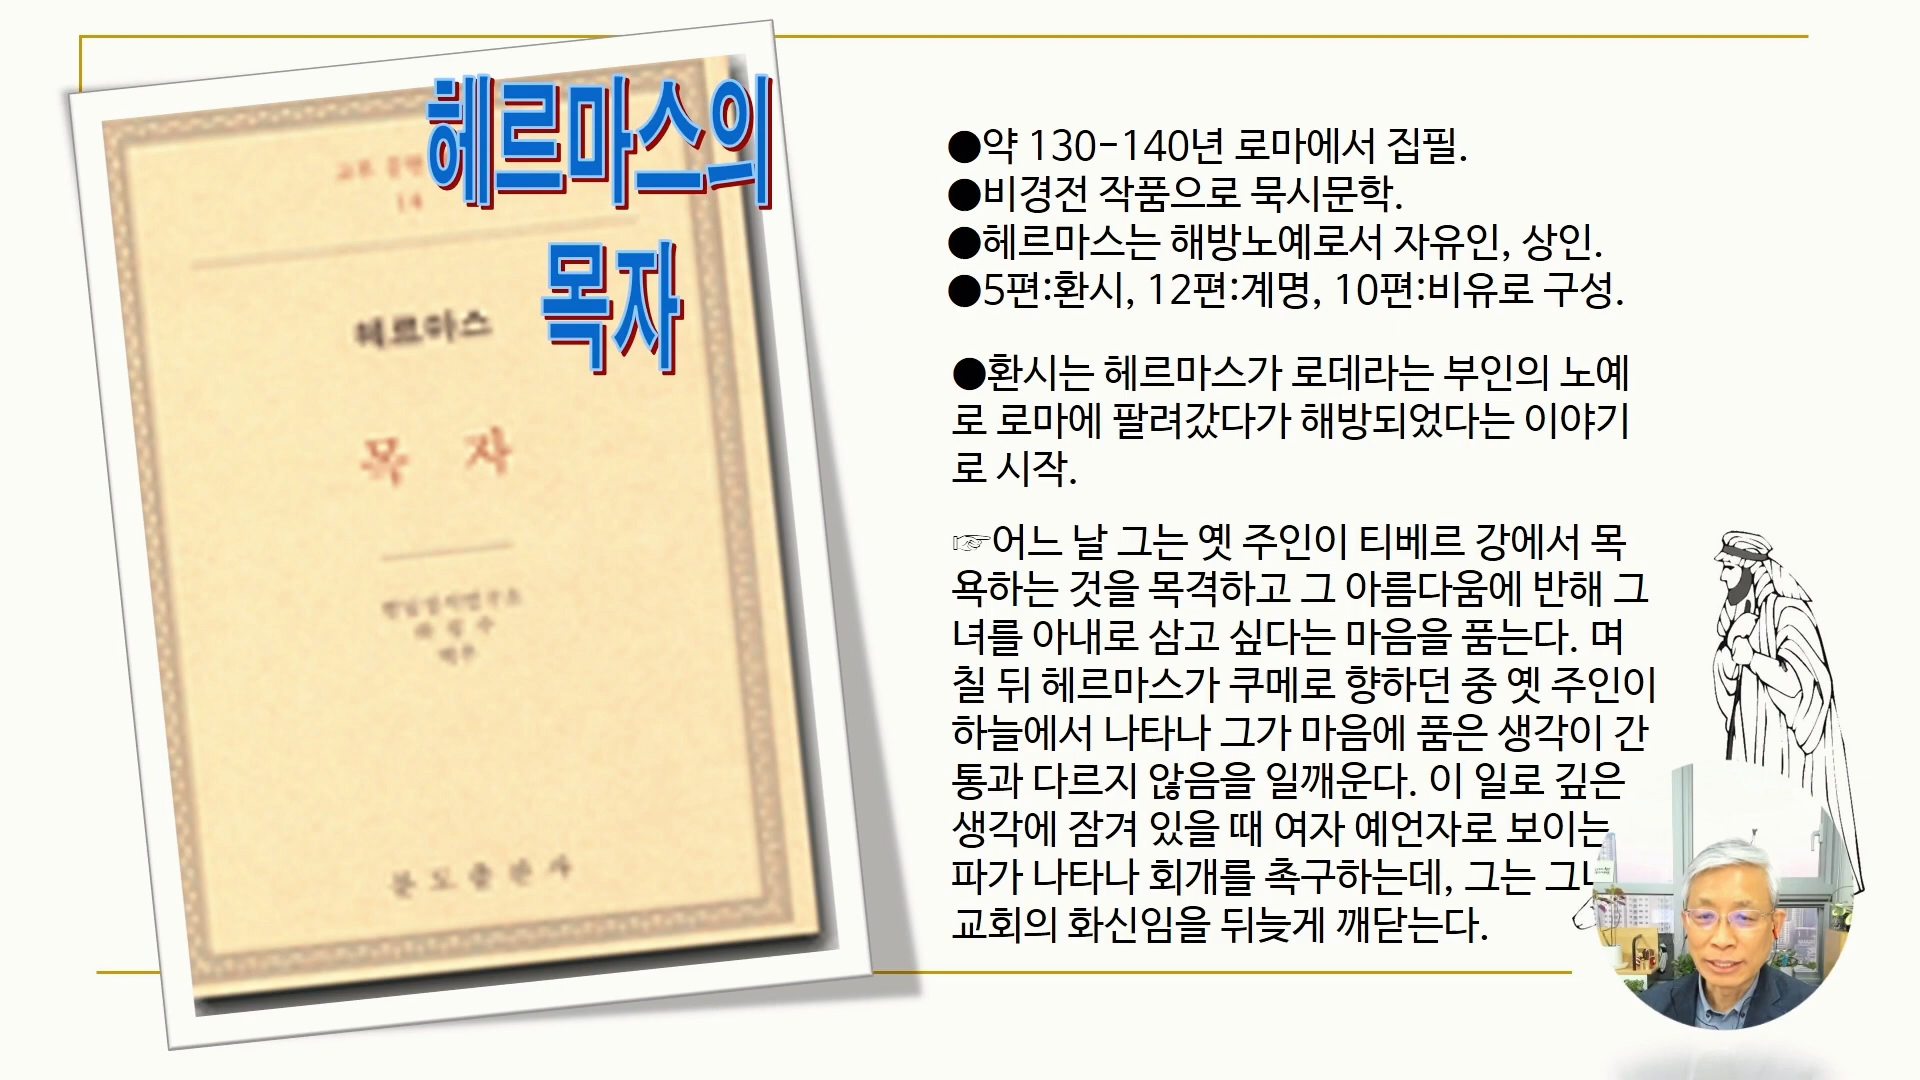 헤르마스의
목자
14
헤르마스
목 자
분도출판사
●약 130-140년 로마에서 집필.
●비경전 작품으로 묵시문학.
●헤르마스는 해방노예로서 자유인, 상인.
●5편:환시, 12편:계명, 10편:비유로 구성.
●환시는 헤르마스가 로데라는 부인의 노예
로 로마에 팔려갔다가 해방되었다는 이야기
로 시작.
☞어느 날 그는 옛 주인이 티베르 강에서 목
욕하는 것을 목격하고 그 아름다움에 반해 그
녀를 아내로 삼고 싶다는 마음을 품는다. 며
칠 뒤 헤르마스가 쿠메로 향하던 중 옛 주인이
하늘에서 나타나 그가 마음에 품은 생각이 간
통과 다르지 않음을 일깨운다. 이 일로 깊은
생각에 잠겨 있을 때 여자 예언자로 보이는
파가 나타나 회개를 촉구하는데, 그는
교회의 화신임을 뒤늦게 깨닫는다.